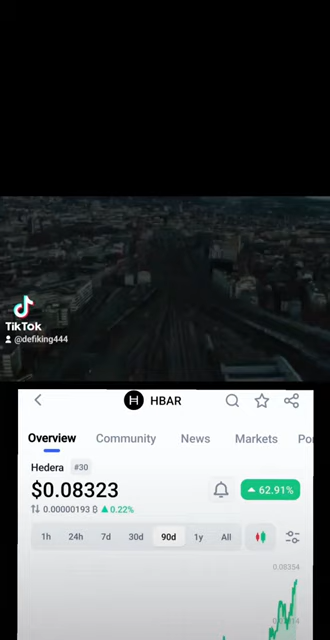 TikTok
@defiking444
HBAR
Overview Community News Markets
Hedera #30
$0.08323
62.91%
0.00000193 ₿ 0.22%
1h 24h 7d 30d 90d 1y All
0.08354